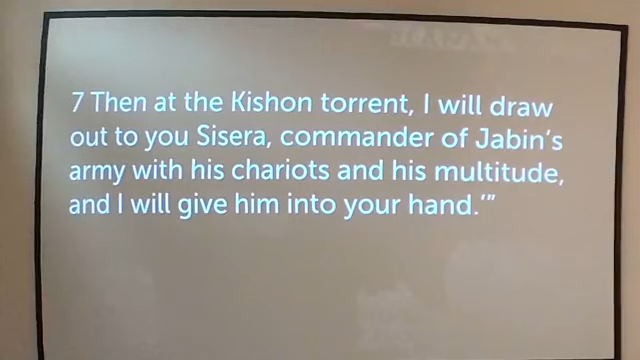 7 Then at the Kishon torrent, I will draw
out to you Sisera, commander of Jabin’s
army with his chariots and his multitude,
and I will give him into your hand.’”